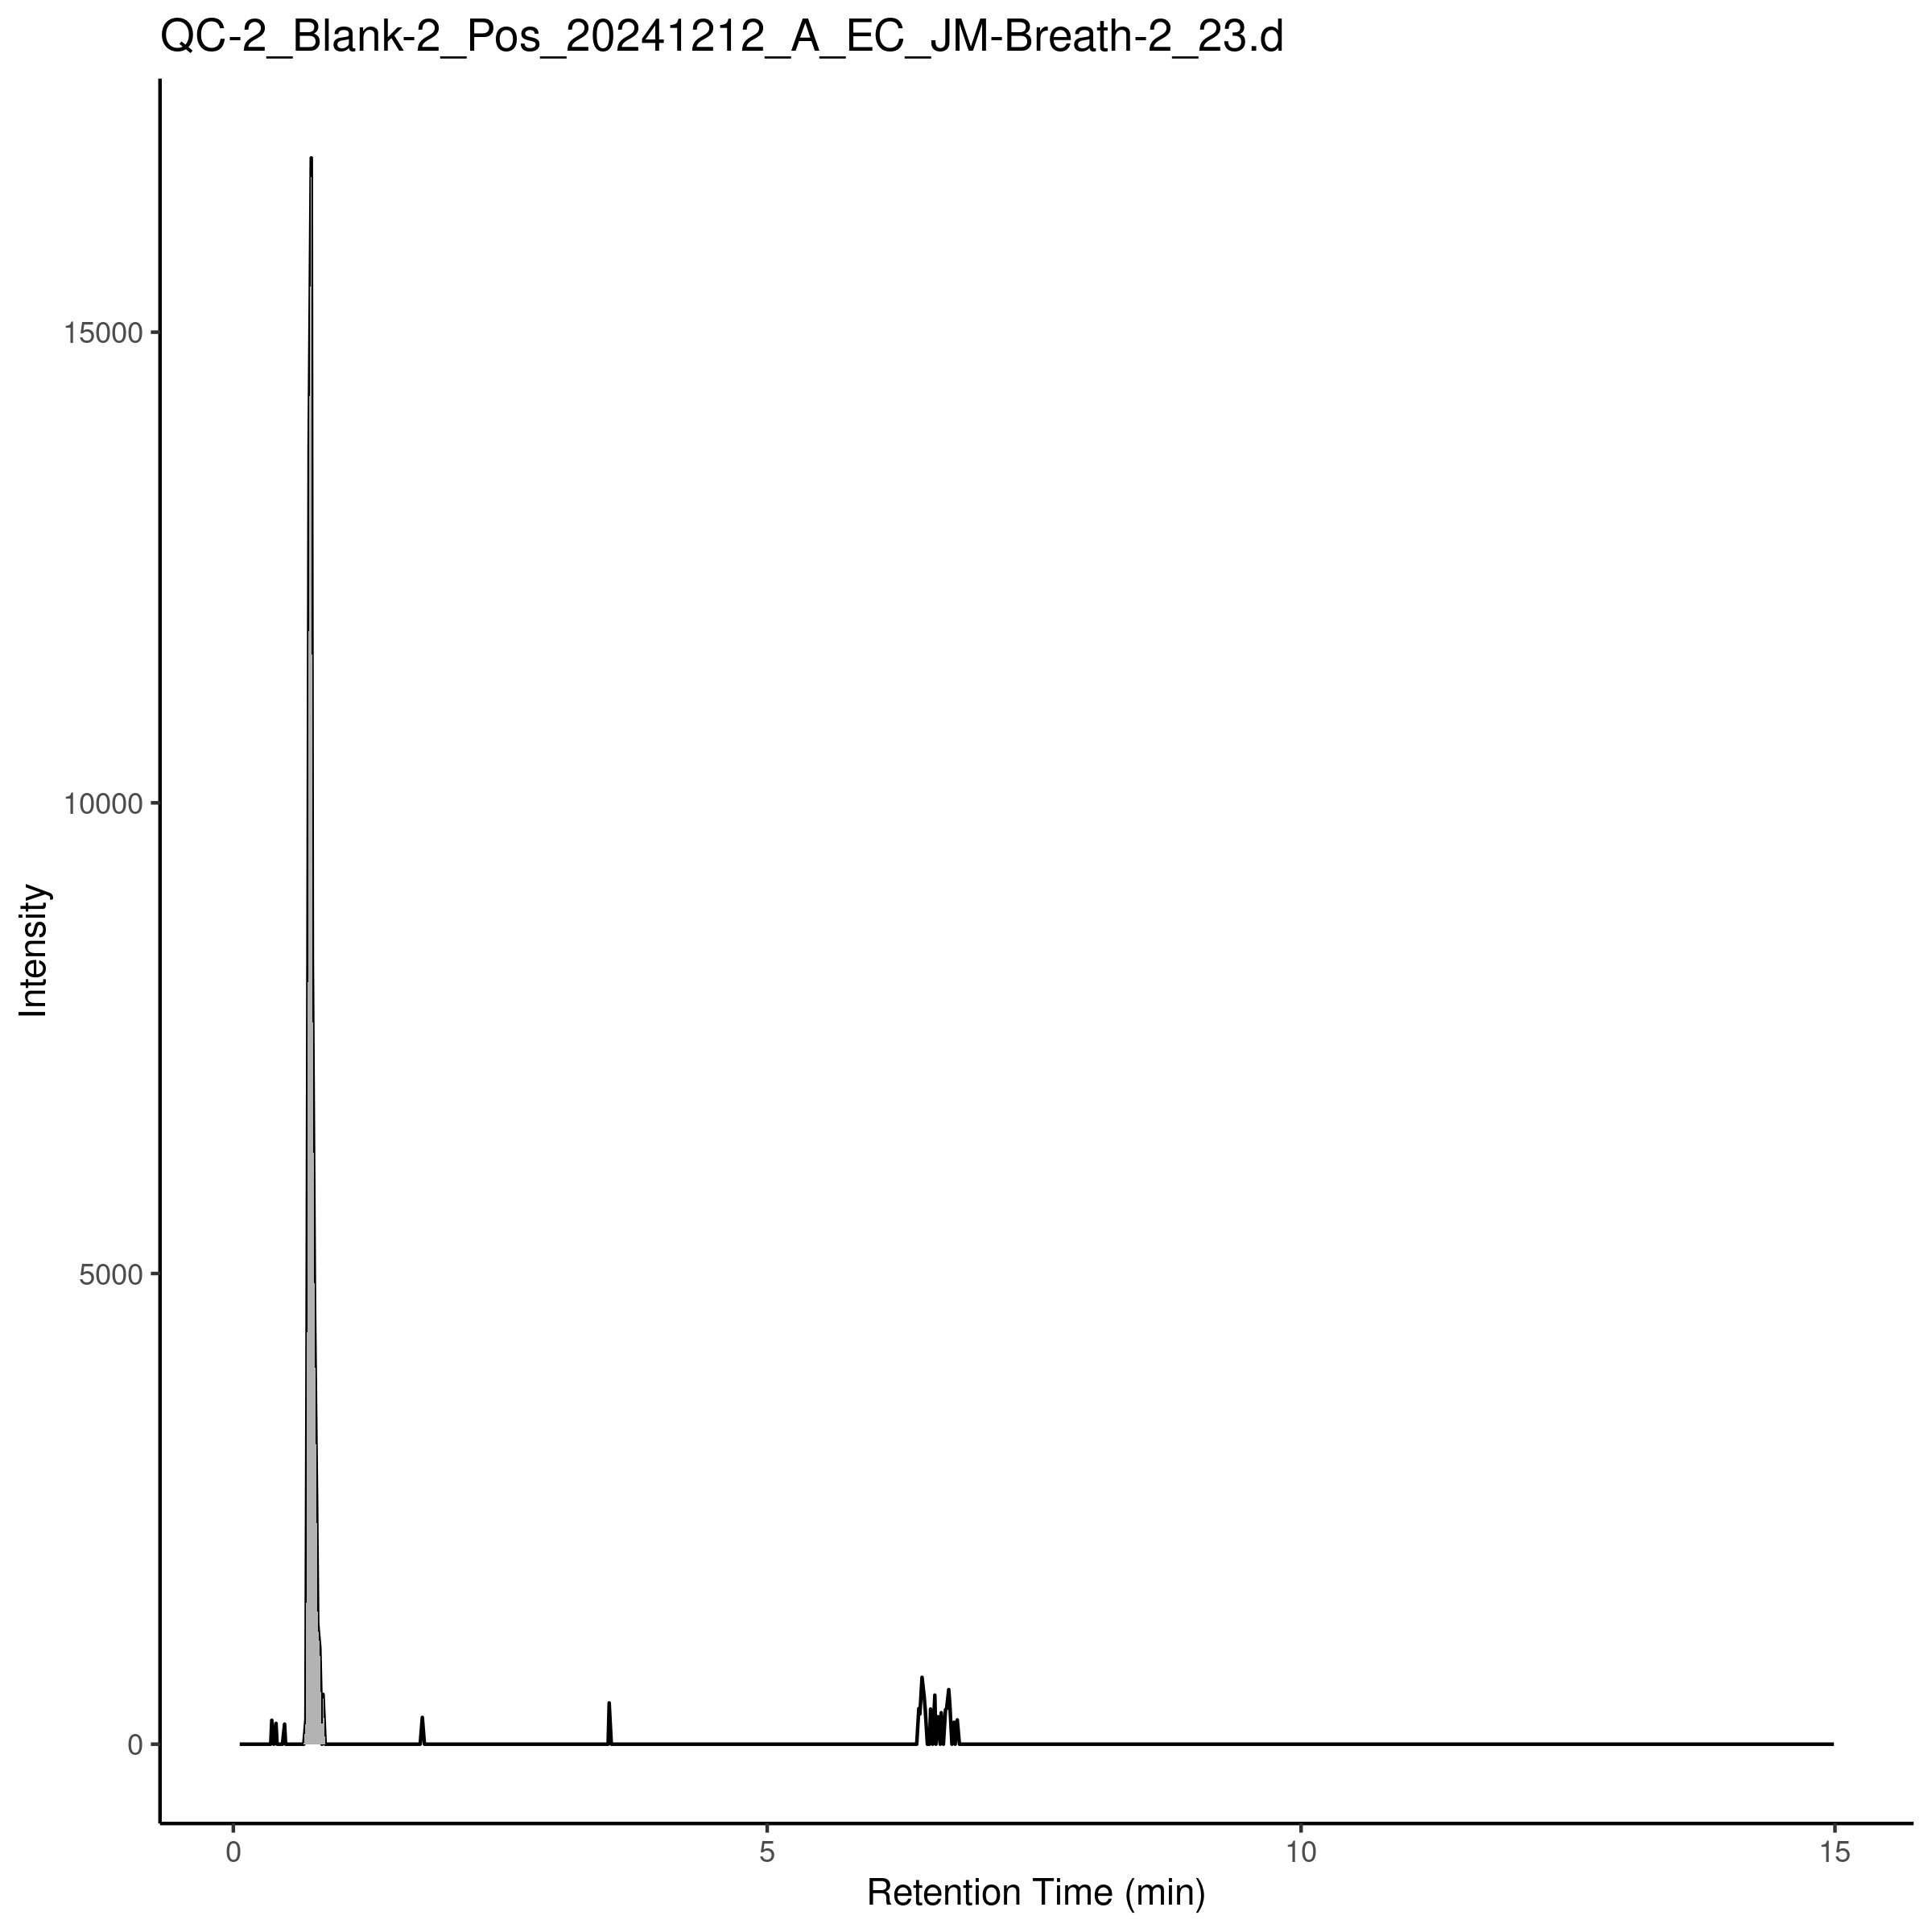 QC-2_Blank-2_Pos_20241212_A_EC_JM-Breath-2_23.d
15000
10000
5000
0
Intensity
0 5 10 15
Retention Time (min)